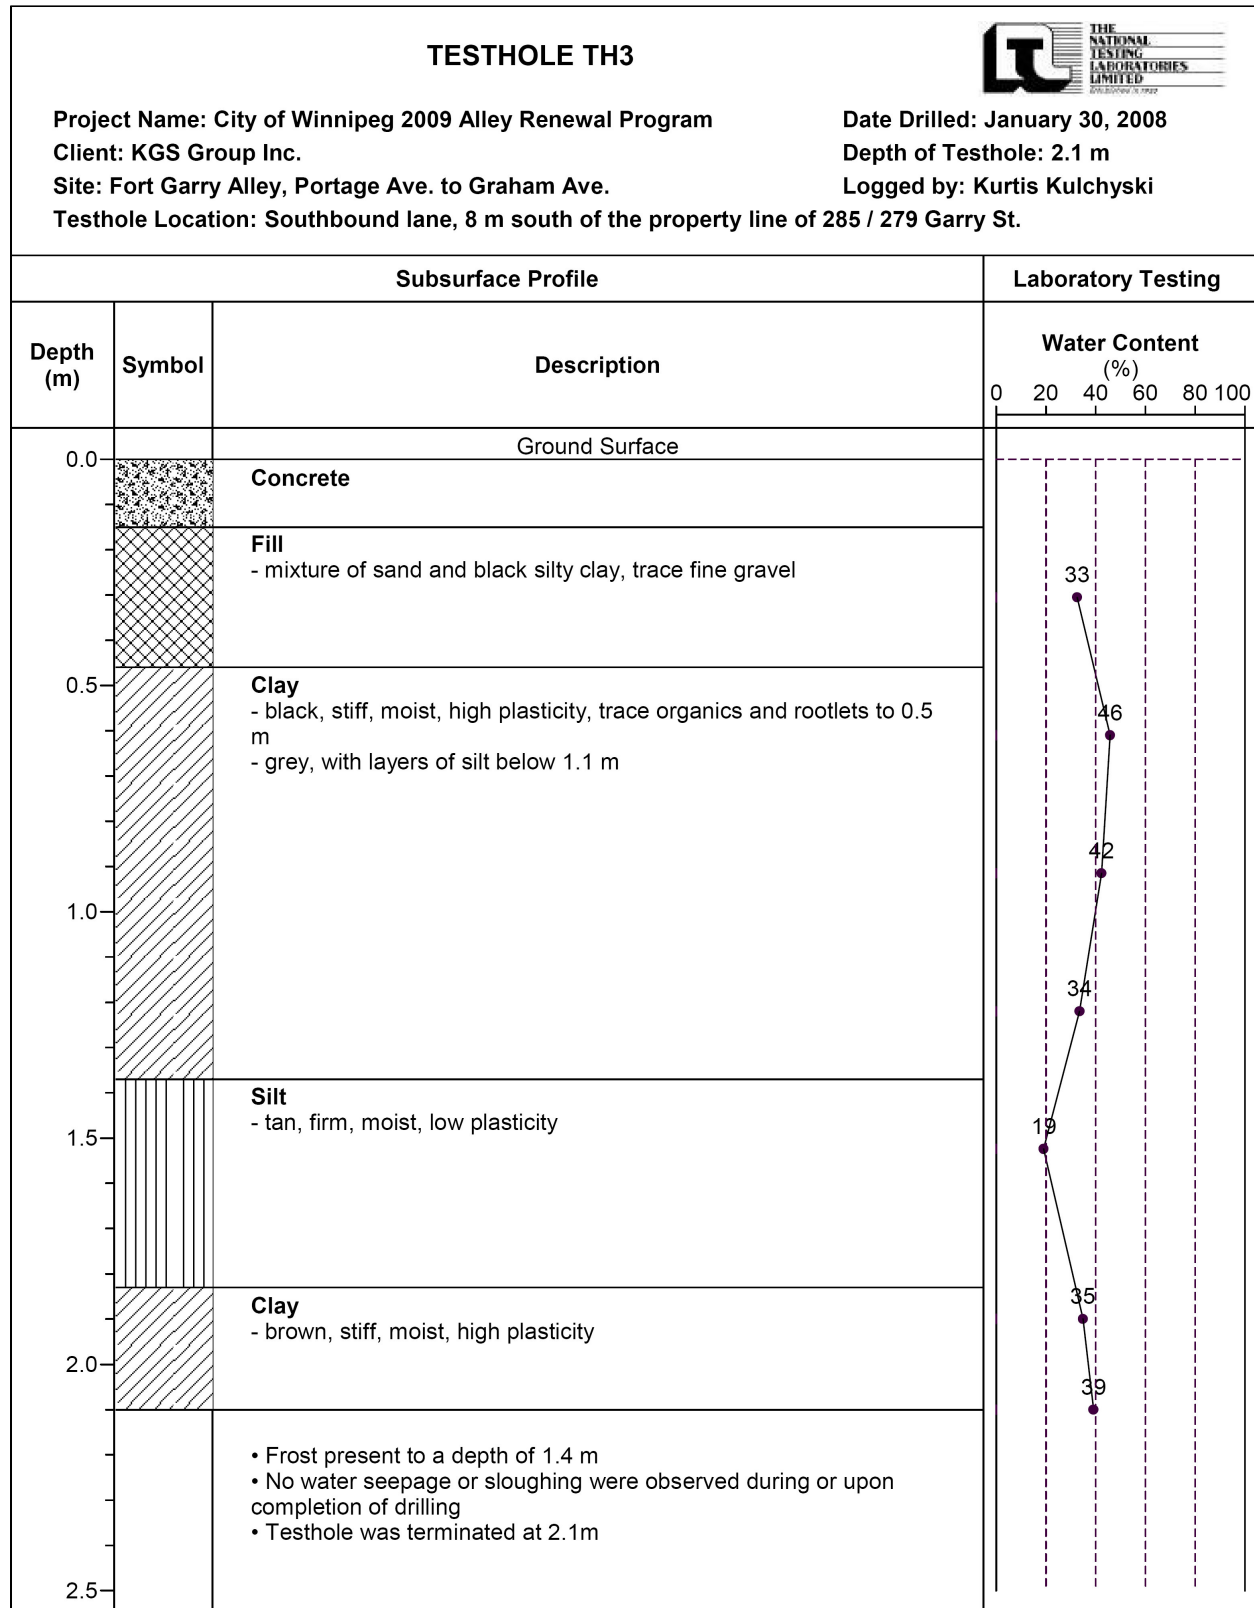 TESTHOLE TH3
THE
NATIONAL
TESTING
LABORATORIES
LIMITED
Established in 1923
Project Name: City of Winnipeg 2009 Alley Renewal Program
Date Drilled: January 30, 2008
Client: KGS Group Inc.
Depth of Testhole: 2.1 m
Site: Fort Garry Alley, Portage Ave. to Graham Ave.
Logged by: Kurtis Kulchyski
Testhole Location: Southbound lane, 8 m south of the property line of 285 / 279 Garry St.
Subsurface Profile
Laboratory Testing
Depth
(m)
Symbol
Description
Water Content
(%)
0 20 40 60 80 100
Ground Surface
0.0
Concrete
Fill
- mixture of sand and black silty clay, trace fine gravel
33
0.5
Clay
- black, stiff, moist, high plasticity, trace organics and rootlets to 0.5
m
- grey, with layers of silt below 1.1 m
46
42
1.0
34
Silt
- tan, firm, moist, low plasticity
1.5
19
Clay
- brown, stiff, moist, high plasticity
35
2.0
39
• Frost present to a depth of 1.4 m
• No water seepage or sloughing were observed during or upon
completion of drilling
• Testhole was terminated at 2.1m
2.5